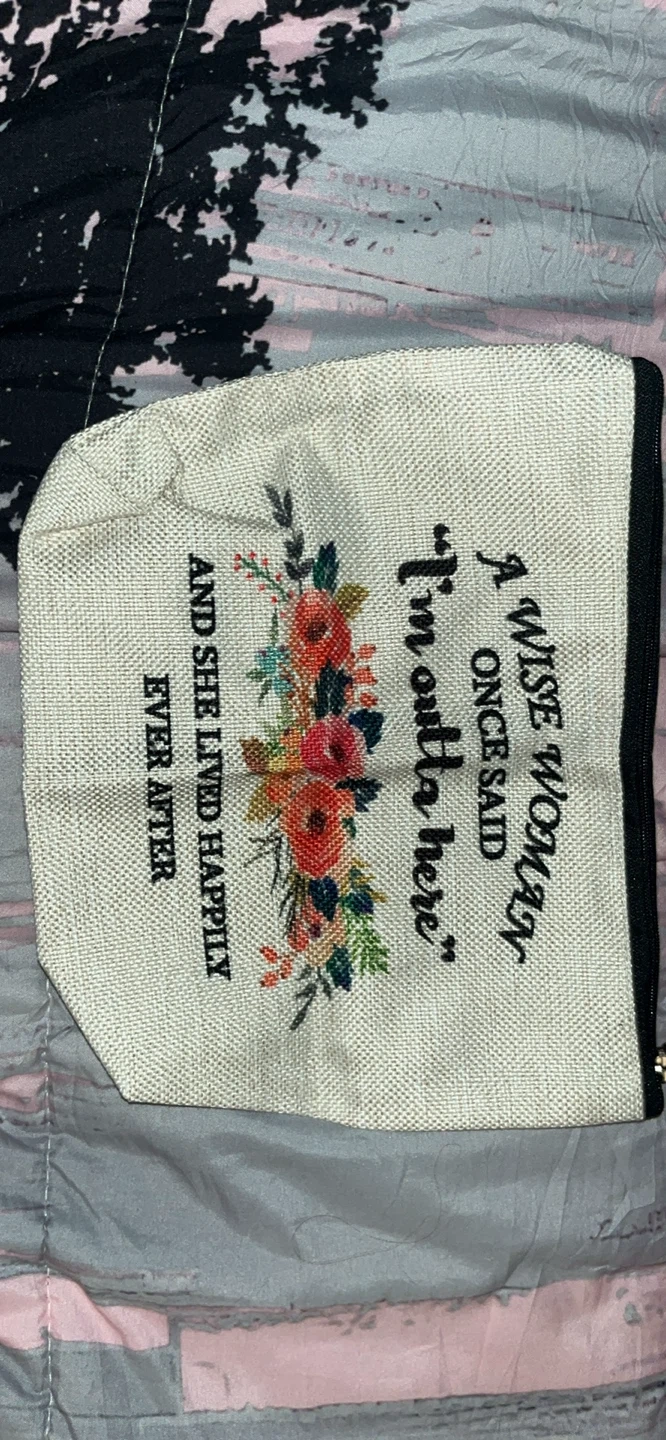 A WISE WOMAN
ONCE SAID
“I'm outta here”
AND SHE LIVED HAPPILY
EVER AFTER